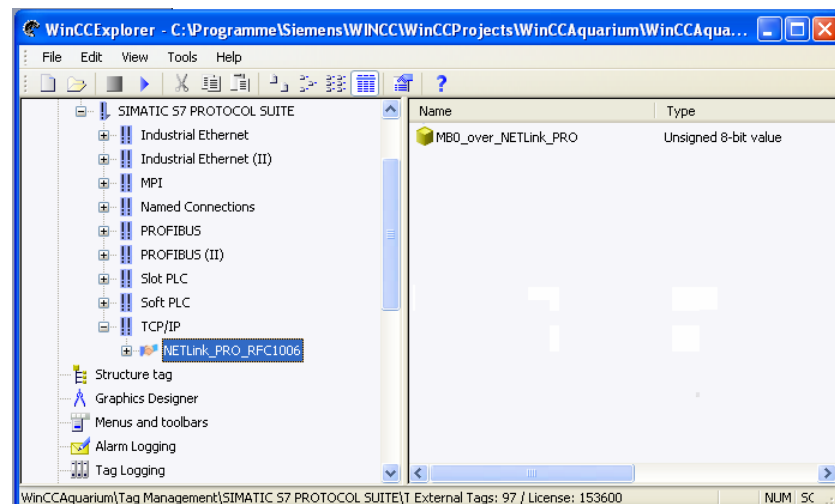 WinCCExplorer - C:\Programme\Siemens\WINCC\WinCCProjects\WinCCAquarium\WinCCAqua...
File Edit View Tools Help
SIMATIC S7 PROTOCOL SUITE
Industrial Ethernet
Industrial Ethernet (II)
MPI
Named Connections
PROFIBUS
PROFIBUS (II)
Slot PLC
Soft PLC
TCP/IP
NETLink_PRO_RFC1006
Structure tag
Graphics Designer
Menus and toolbars
Alarm Logging
Tag Logging
Name Type
MB0_over_NETLink_PRO Unsigned 8-bit value
WinCCAquarium\Tag Management\SIMATIC S7 PROTOCOL SUITE\T External Tags: 97 / License: 153600 NUM SC